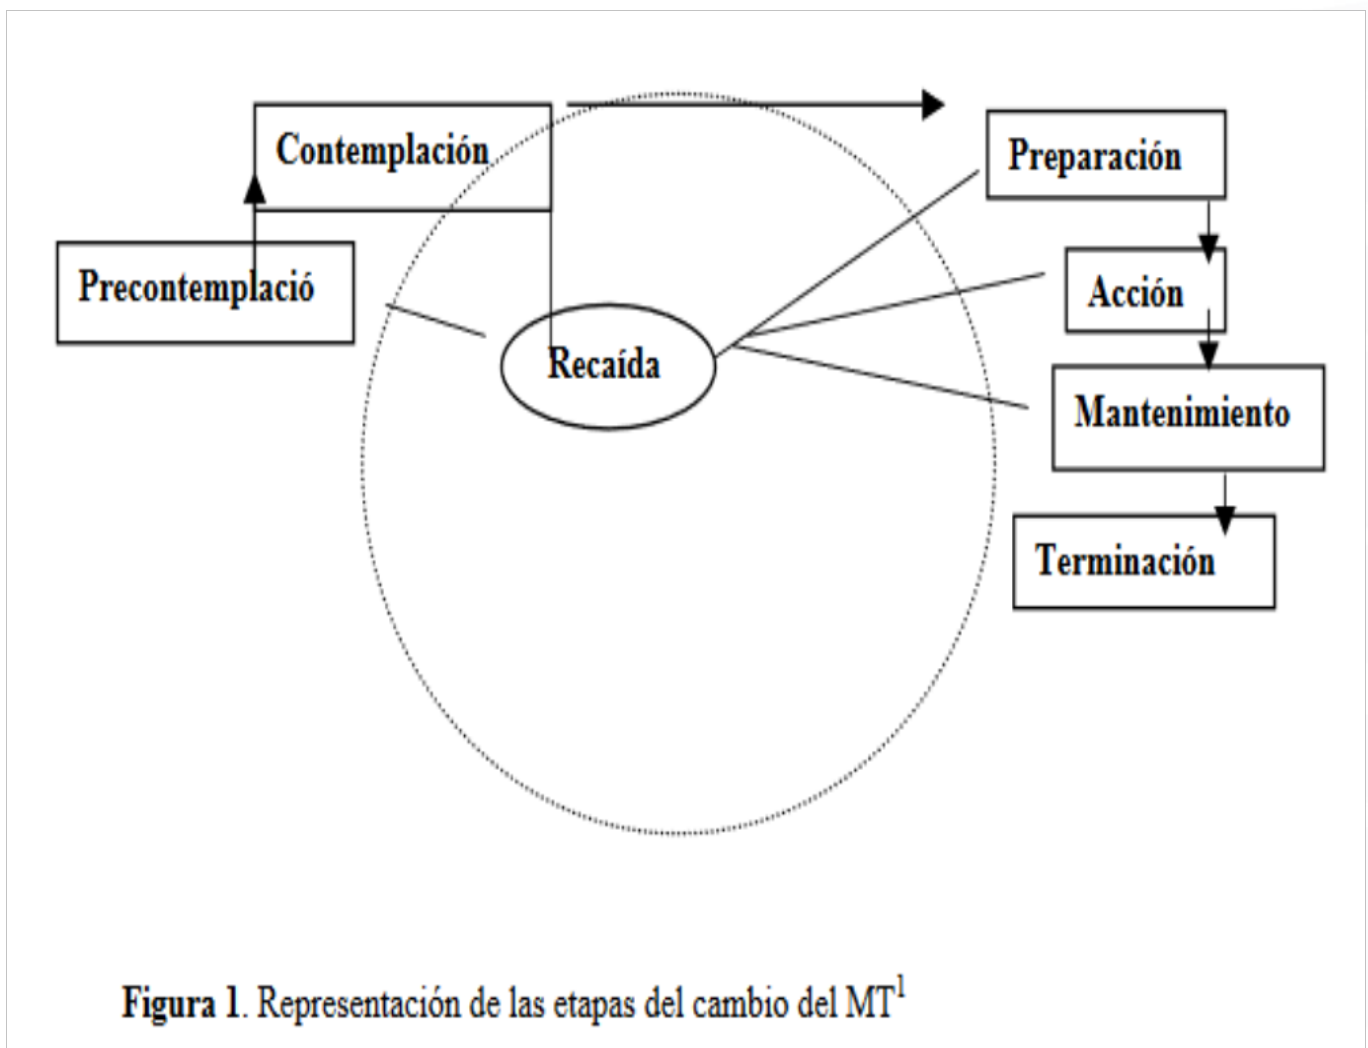 Contemplación
Preparación
Precontemplació
Acción
Recaída
Mantenimiento
Terminación
Figura 1. Representación de las etapas del cambio del MT¹